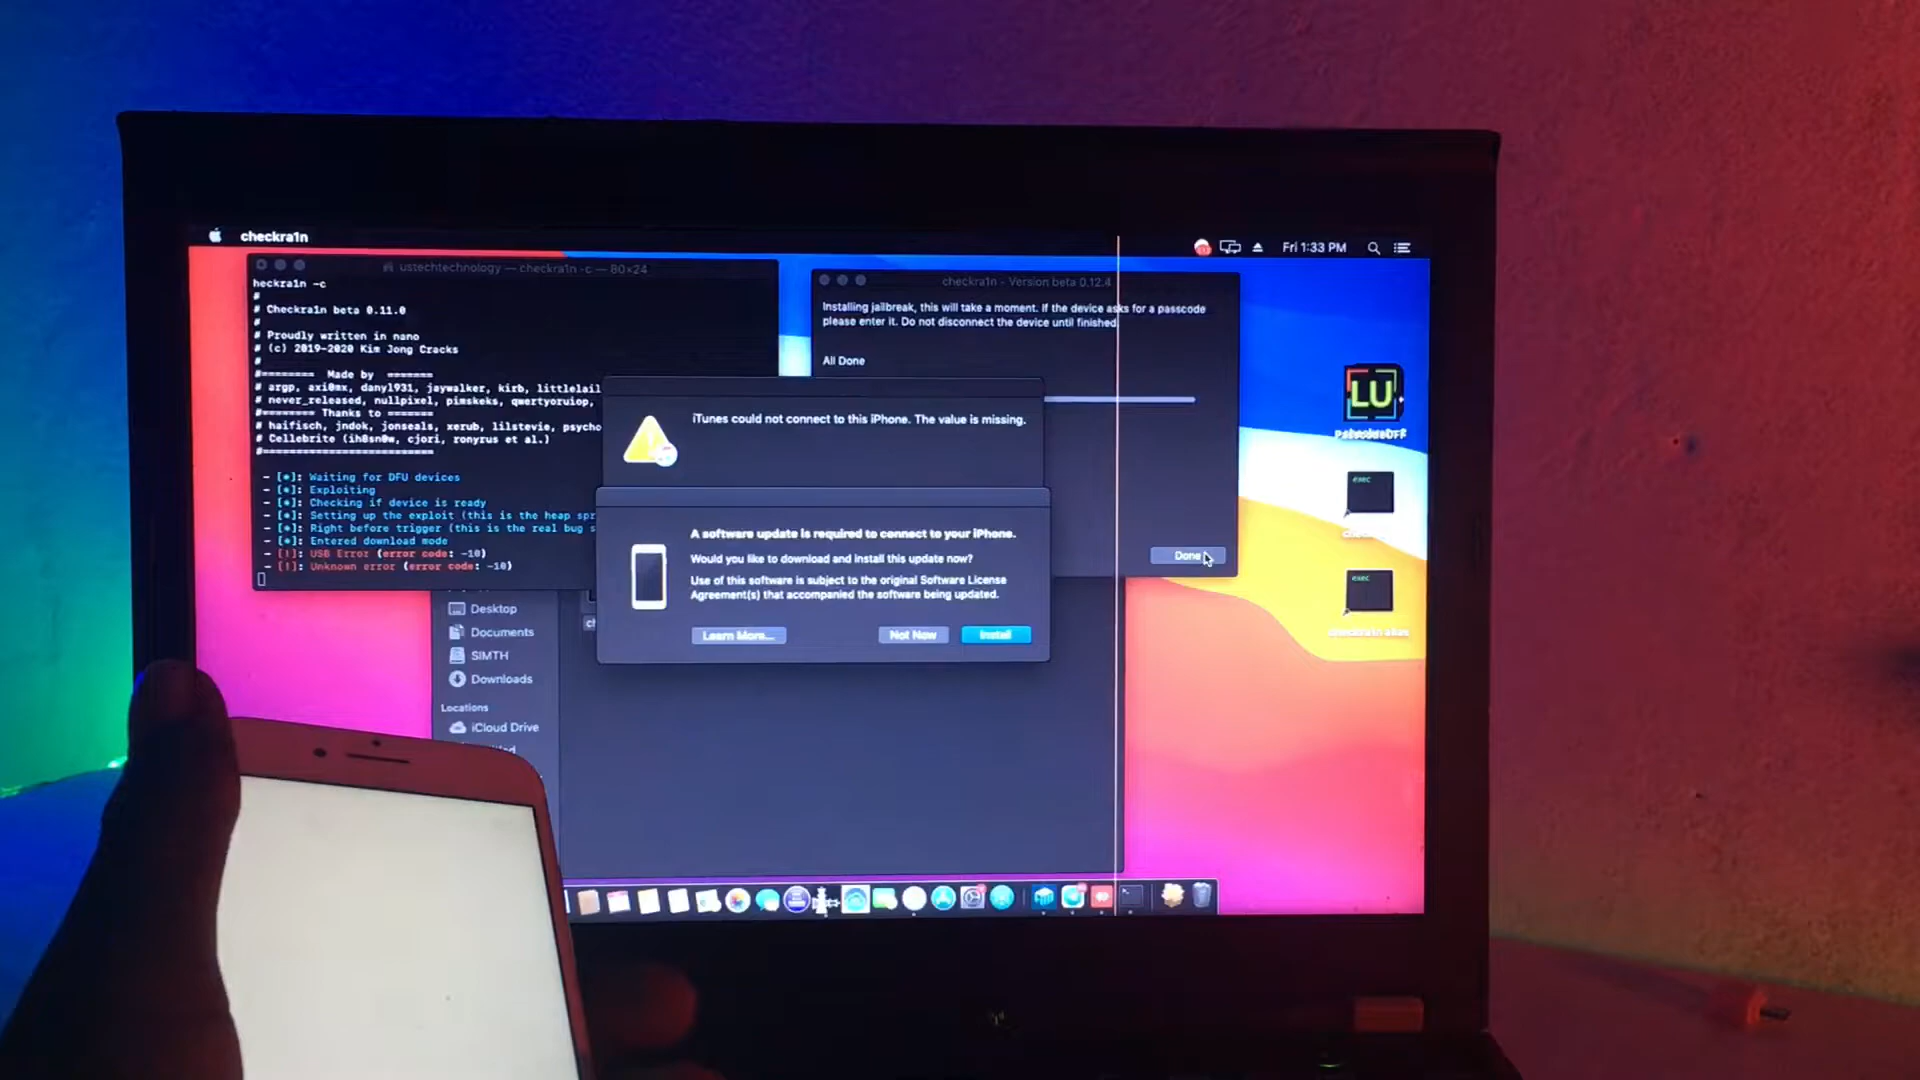 checkra1n
Fri 1:33 PM
ustechtechnology — checkra1n -c — 80×24
heckra1n -c
#
# Checkra1n beta 0.11.0
#
# Proudly written in nano
# (c) 2019-2020 Kim Jong Cracks
#
#======== Made by =======
# argp, axi0mx, danyl931, jaywalker, kirb, littlelail
# never_released, nullpixel, pimskeks, qwertyoruiop,
#======== Thanks to =======
# haifisch, jndok, jonseals, xerub, lilstevie, psycho
# Cellebrite (ih8sn0w, cjori, ronyrus et al.)
#==========================
- [*]: Waiting for DFU devices
- [*]: Exploiting
- [*]: Checking if device is ready
- [*]: Setting up the exploit (this is the heap spr
- [*]: Right before trigger (this is the real bug s
- [*]: Entered download mode
- [!]: USB Error (error code: -10)
- [!]: Unknown error (error code: -10)
checkra1n - Version beta 0.12.4
Installing jailbreak, this will take a moment. If the device asks for a passcode
please enter it. Do not disconnect the device until finished.
All Done
Done
iTunes could not connect to this iPhone. The value is missing.
A software update is required to connect to your iPhone.
Would you like to download and install this update now?
Use of this software is subject to the original Software License
Agreement(s) that accompanied the software being updated.
Learn More...
Not Now
Install
Desktop
Documents
SIMTH
Downloads
Locations
iCloud Drive
ch
LU
exec
exec